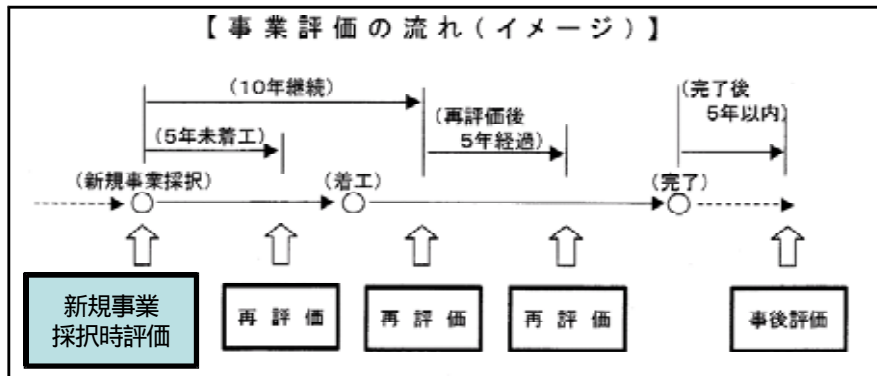 【事業評価の流れ(イメージ)】
(10年継続)
(完了後
5年以内)
(再評価後
5年経過)
(5年未着工)
(新規事業採択)
(着工)
(完了)
新規事業
採択時評価
再評価
再評価
再評価
事後評価